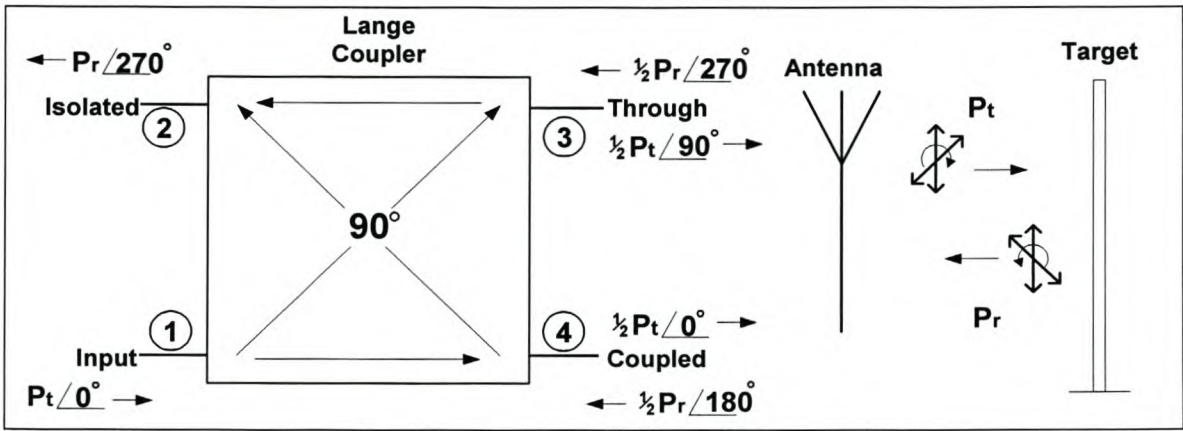 Lange
Coupler
Pr/270°
Isolated
2
½Pr/270°
Through
3
½Pt/90°
Antenna
Pt
Target
90°
1
Input
Pt/0°
½Pt/0°
4
Coupled
½Pr/180°
Pr